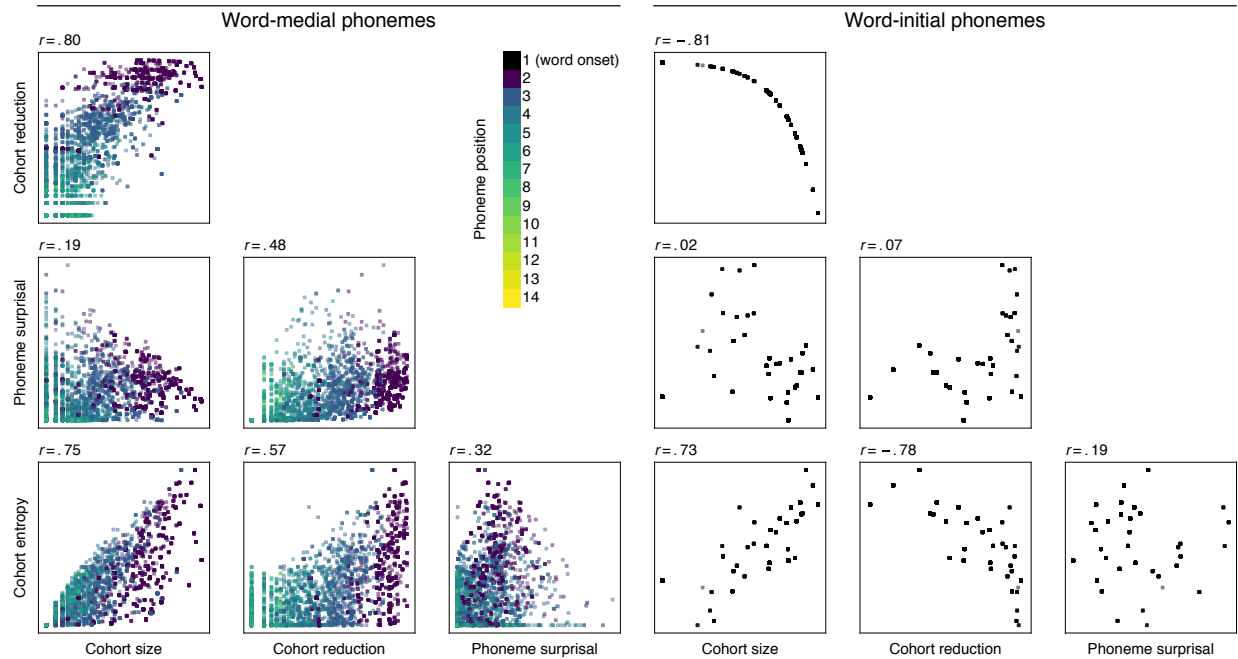 Word-medial phonemes
Word-initial phonemes
r=.80
r=−.81
Cohort reduction
1 (word onset)
2
3
4
5
6
7
8
9
10
11
12
13
14
Phoneme position
r=.19
r=.48
r=.02
r=.07
Phoneme surprisal
r=.75
r=.57
r=.32
r=.73
r=−.78
r=.19
Cohort entropy
Cohort size
Cohort reduction
Phoneme surprisal
Cohort size
Cohort reduction
Phoneme surprisal